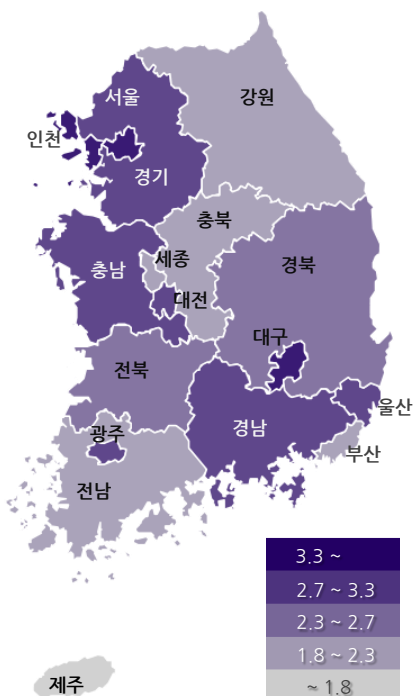 서울
강원
인천
경기
충북
세종
충남
경북
대전
대구
전북
울산
광주
경남
부산
전남
3.3 ~
2.7 ~ 3.3
2.3 ~ 2.7
1.8 ~ 2.3
~ 1.8
제주